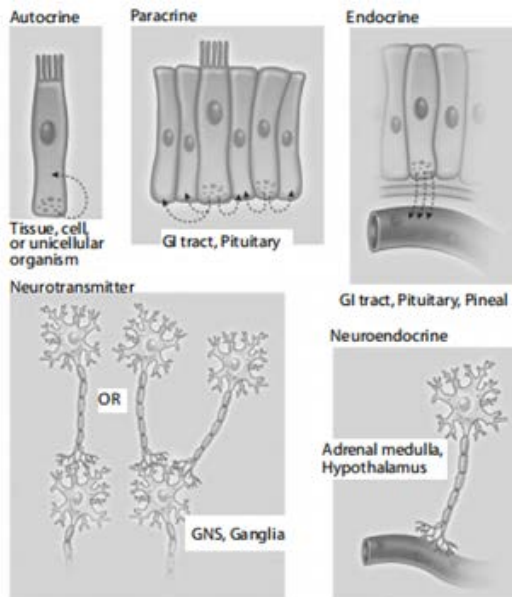 Autocrine
Paracrine
Endocrine
Tissue, cell,
or unicellular
organism
GI tract, Pituitary
GI tract, Pituitary, Pineal
Neurotransmitter
OR
GNS, Ganglia
Neuroendocrine
Adrenal medulla,
Hypothalamus